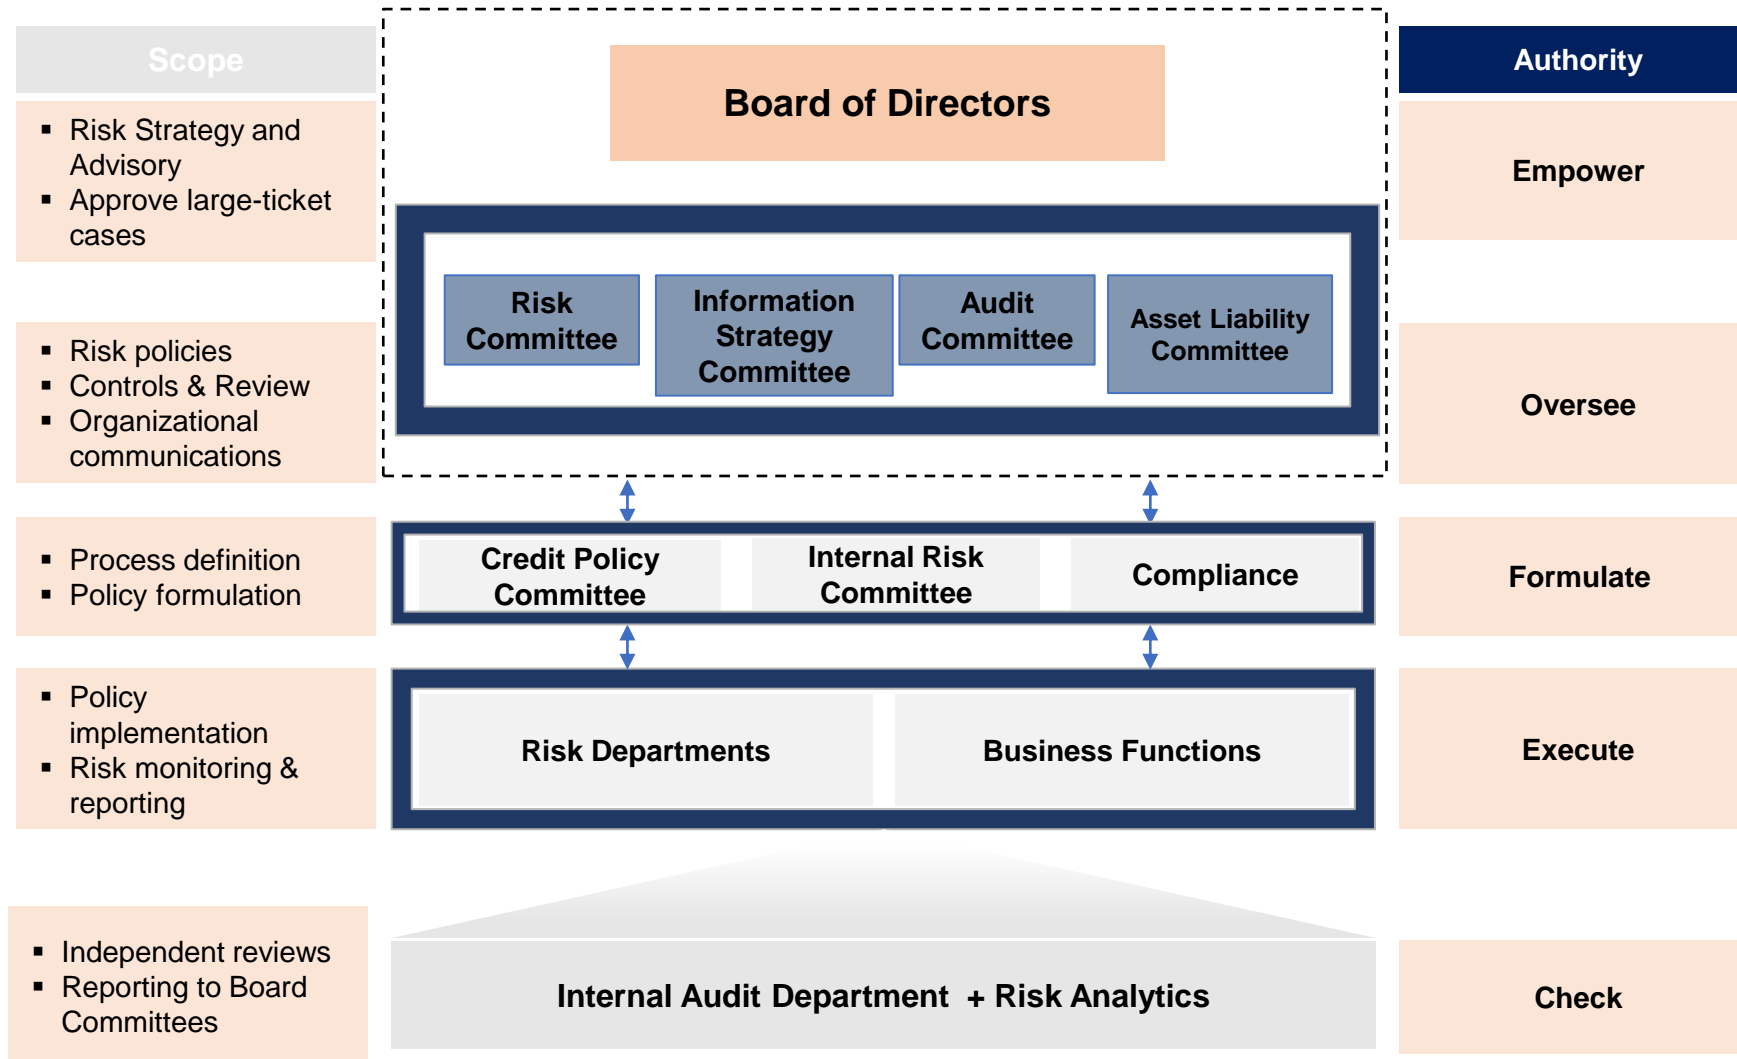 Scope
Board of Directors
Authority
▪ Risk Strategy and
Advisory
▪ Approve large-ticket
cases
Empower
Risk
Committee
Information
Strategy
Committee
Audit
Committee
Asset Liability
Committee
▪ Risk policies
▪ Controls & Review
▪ Organizational
communications
Oversee
▪ Process definition
▪ Policy formulation
Credit Policy
Committee
Internal Risk
Committee
Compliance
Formulate
▪ Policy
implementation
▪ Risk monitoring &
reporting
Risk Departments
Business Functions
Execute
▪ Independent reviews
▪ Reporting to Board
Committees
Internal Audit Department + Risk Analytics
Check